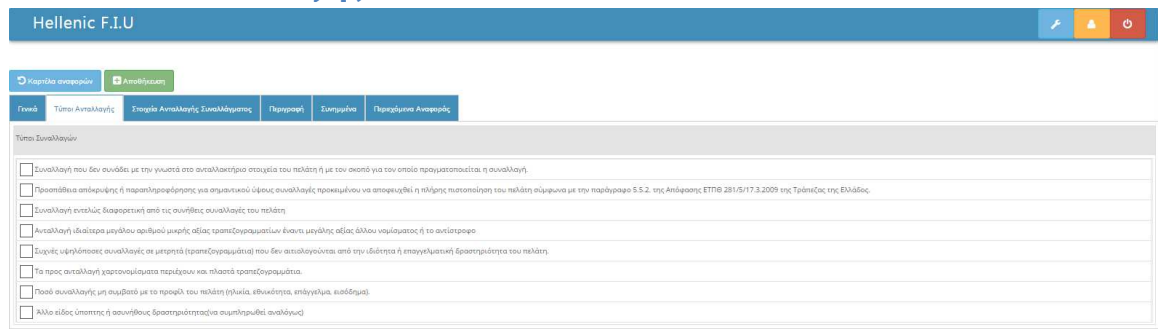 Hellenic F.I.U
Καρτέλα αναφορών Αποθήκευση
Γενικά Τύποι Ανταλλαγής Στοιχεία Ανταλλαγής Συναλλάγματος Περιγραφή Συνημμένα Περιεχόμενα Αναφοράς
Τύποι Συναλλαγών
Συναλλαγή που δεν συνάδει με την γνωστά στο ανταλλακτήριο στοιχεία του πελάτη ή με τον σκοπό για τον οποίο πραγματοποιείται η συναλλαγή.
Προσπάθεια απόκρυψης ή παραπληροφόρησης για σημαντικού ύψους συναλλαγές προκειμένου να αποφευχθεί η πλήρης πιστοποίηση του πελάτη σύμφωνα με την παράγραφο 5.5.2. της Απόφασης ΕΤΠΘ 281/5/17.3.2009 της Τράπεζας της Ελλάδος.
Συναλλαγή εντελώς διαφορετική από τις συνήθεις συναλλαγές του πελάτη
Ανταλλαγή ιδιαίτερα μεγάλου αριθμού μικρής αξίας τραπεζογραμματίων έναντι μεγάλης αξίας άλλου νομίσματος ή το αντίστροφο
Συχνές υψηλόποσες συναλλαγές σε μετρητά (τραπεζογραμμάτια) που δεν αιτιολογούνται από την ιδιότητα ή επαγγελματική δραστηριότητα του πελάτη.
Τα προς ανταλλαγή χαρτονομίσματα περιέχουν και πλαστά τραπεζογραμμάτια.
Ποσό συναλλαγής μη συμβατό με το προφίλ του πελάτη (ηλικία, εθνικότητα, επάγγελμα, εισόδημα).
Άλλο είδος ύποπτης ή ασυνήθους δραστηριότητας(να συμπληρωθεί αναλόγως)